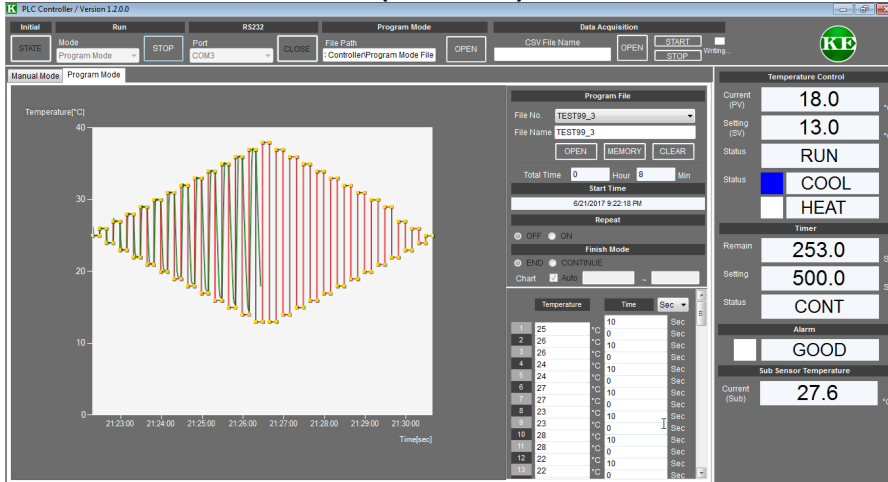 PLC Controller / Version 1.2.0.0
Initial Run RS232 Program Mode Data Acquisition
STATE Mode Program Mode STOP Port COM3 CLOSE File Path : Controller\Program Mode File OPEN CSV File Name OPEN START STOP Writing...
KE
Manual Mode Program Mode
Temperature[°C]
40
30
20
10
0
21:23:00 21:24:00 21:25:00 21:26:00 21:27:00 21:28:00 21:29:00 21:30:00
Time[sec]
Program File
File No. TEST99_3
File Name TEST99_3
OPEN MEMORY CLEAR
Total Time 0 Hour 8 Min
Start Time
6/21/2017 9:22:18 PM
Repeat
OFF ON
Finish Mode
END CONTINUE
Chart Auto ~
Temperature Time Sec
1 25 °C 10 Sec
2 26 °C 0 Sec
3 26 °C 10 Sec
4 24 °C 0 Sec
5 24 °C 10 Sec
6 27 °C 0 Sec
7 27 °C 10 Sec
8 23 °C 0 Sec
9 23 °C 10 Sec
10 28 °C 0 Sec
11 28 °C 10 Sec
12 22 °C 0 Sec
13 22 °C 10 Sec
0 Sec
Temperature Control
Current (PV) 18.0
Setting (SV) 13.0
Status RUN
Status COOL
HEAT
Timer
Remain 253.0
Setting 500.0
Status CONT
Alarm
GOOD
Sub Sensor Temperature
Current (Sub) 27.6